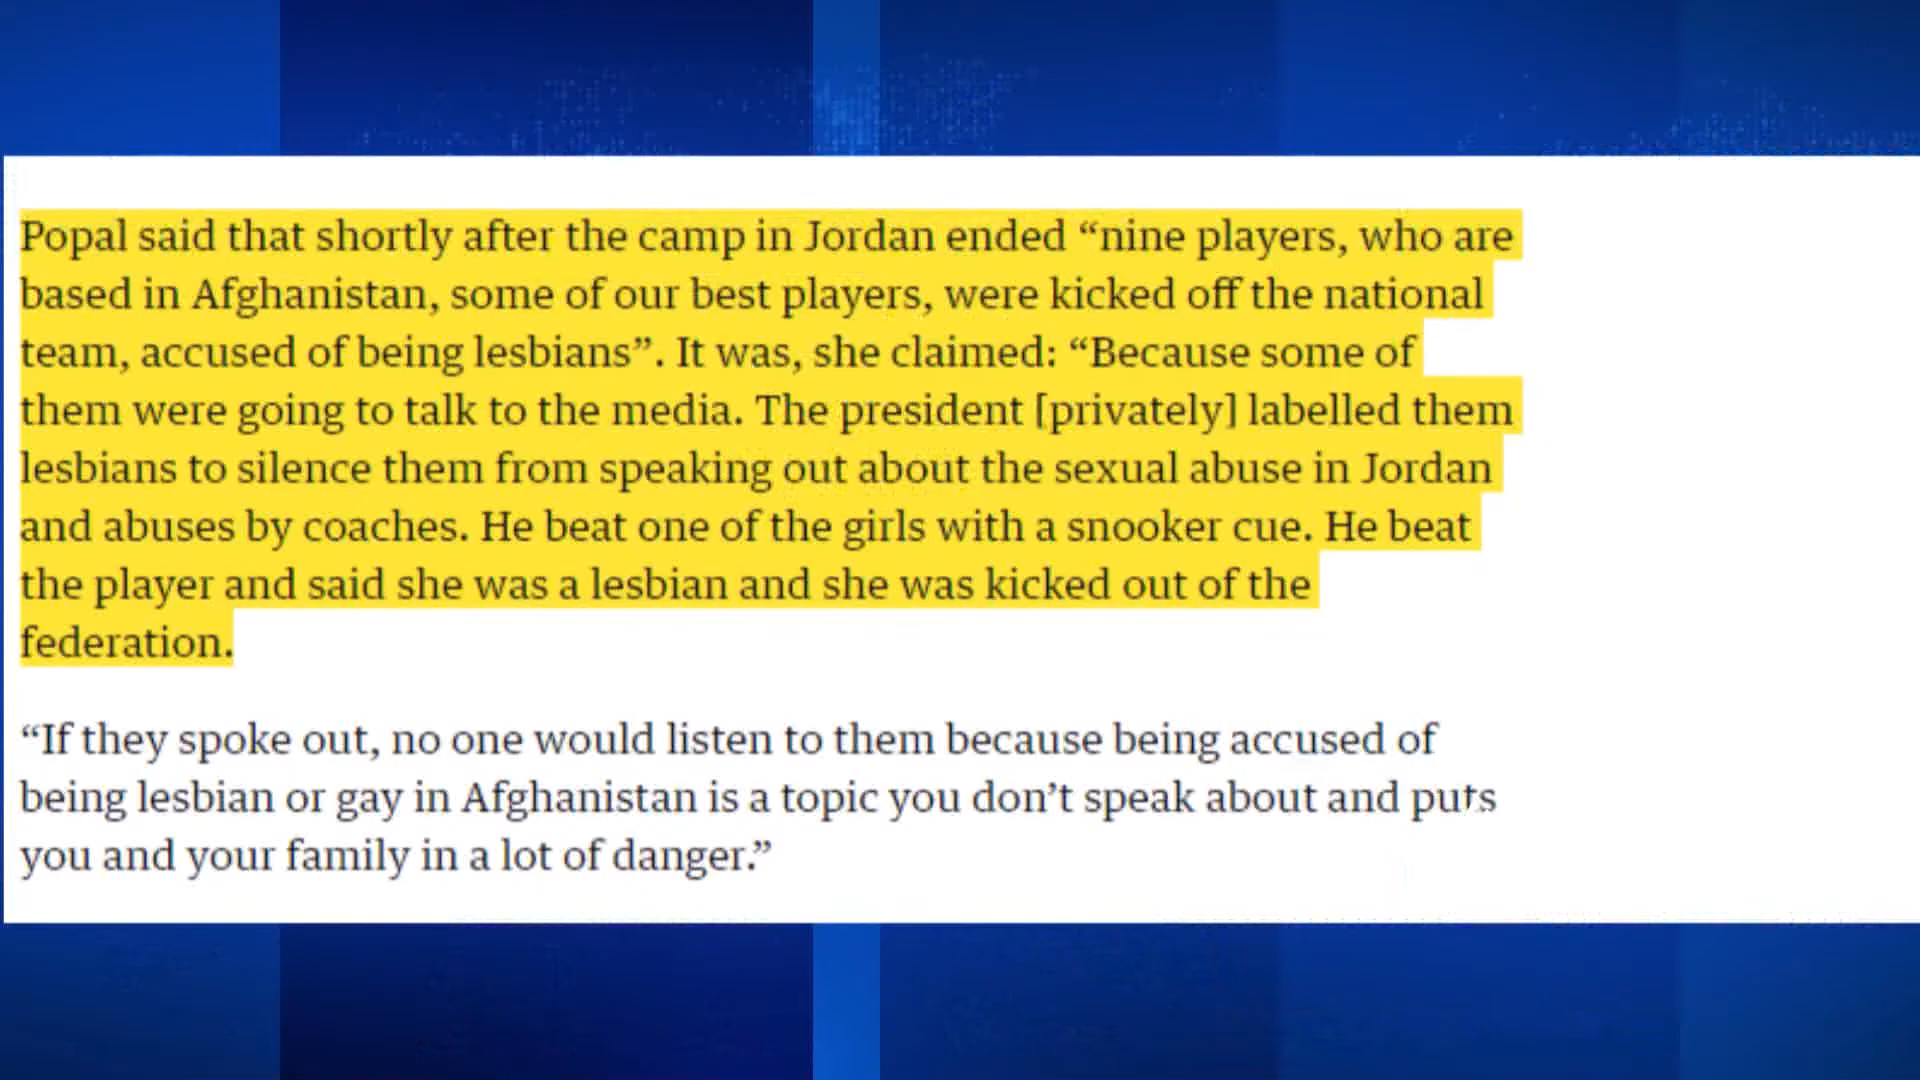 Popal said that shortly after the camp in Jordan ended “nine players, who are
based in Afghanistan, some of our best players, were kicked off the national
team, accused of being lesbians”. It was, she claimed: “Because some of
them were going to talk to the media. The president [privately] labelled them
lesbians to silence them from speaking out about the sexual abuse in Jordan
and abuses by coaches. He beat one of the girls with a snooker cue. He beat
the player and said she was a lesbian and she was kicked out of the
federation.
“If they spoke out, no one would listen to them because being accused of
being lesbian or gay in Afghanistan is a topic you don’t speak about and puts
you and your family in a lot of danger.”